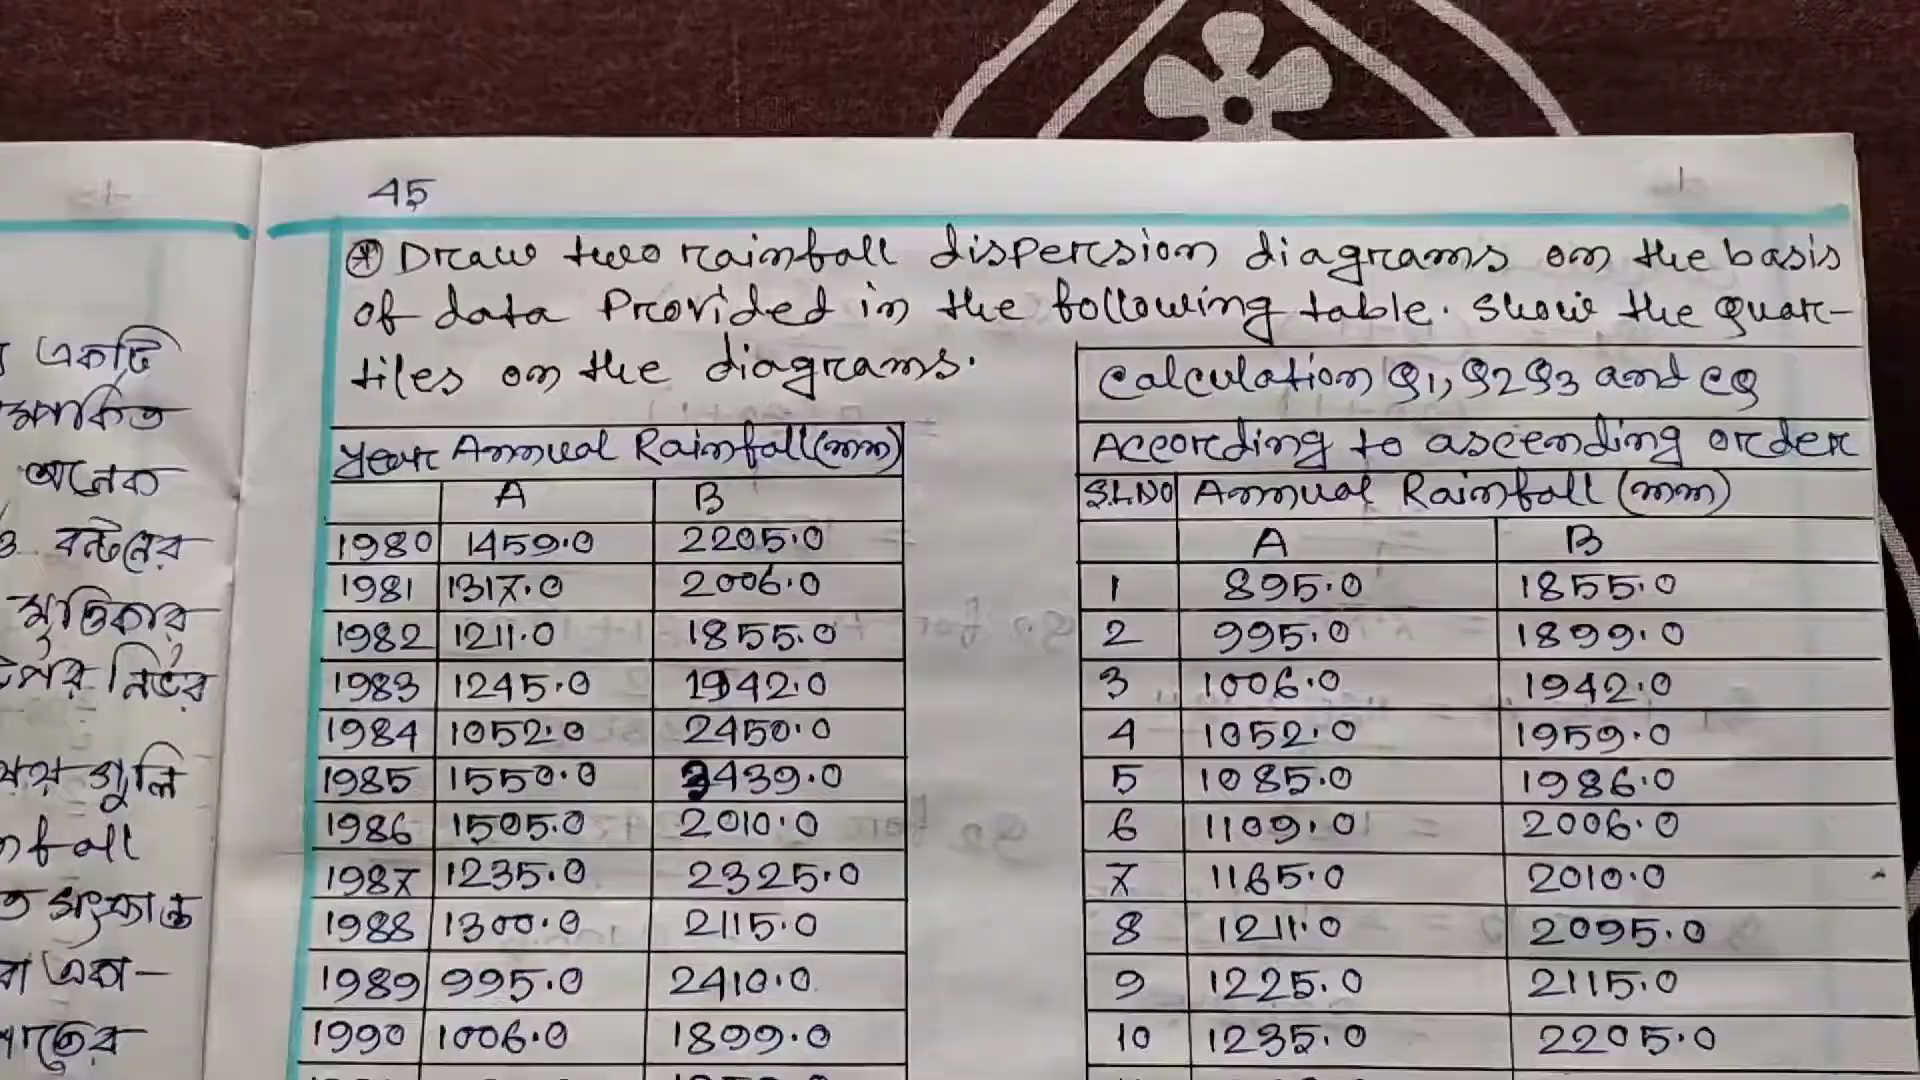 45
Draw two rainfall dispersion diagrams on the basis
of data Provided in the following table. Show the quar-
tiles on the diagrams.
Year Annual Rainfall (mm)
A B
1980 1459.0 2205.0
1981 1317.0 2006.0
1982 1211.0 1855.0
1983 1245.0 1942.0
1984 1052.0 2450.0
1985 1550.0 2439.0
1986 1505.0 2010.0
1987 1235.0 2325.0
1988 1300.0 2115.0
1989 995.0 2410.0
1990 1006.0 1899.0
Calculation Q1, Q2 Q3 and CQ
According to ascending order
S.L.NO Annual Rainfall (mm)
A B
1 895.0 1855.0
2 995.0 1899.0
3 1006.0 1942.0
4 1052.0 1959.0
5 1085.0 1986.0
6 1109.0 2006.0
7 1165.0 2010.0
8 1211.0 2095.0
9 1225.0 2115.0
10 1235.0 2205.0
একটি
অনেক
বন্টনের
মৃত্তিকার
নির্ভর
গুলি